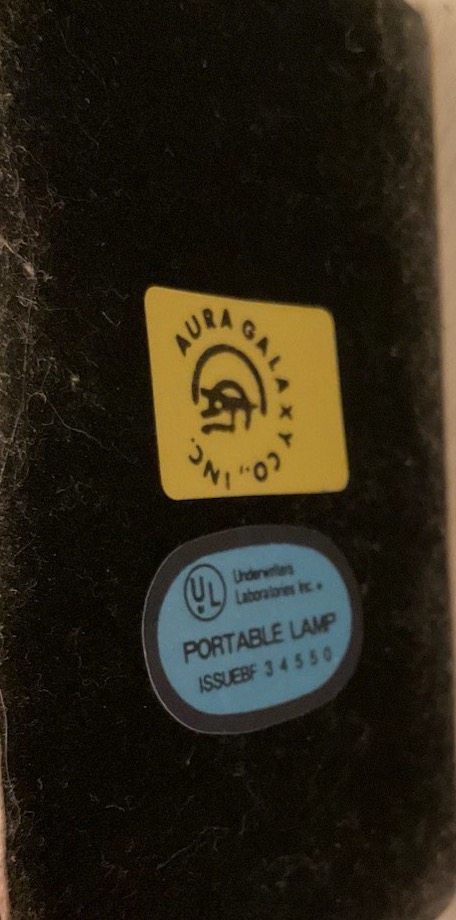 AURA GALAXY CO., INC.
UL
Underwriters
Laboratories Inc.
PORTABLE LAMP
ISSUEBF 34550